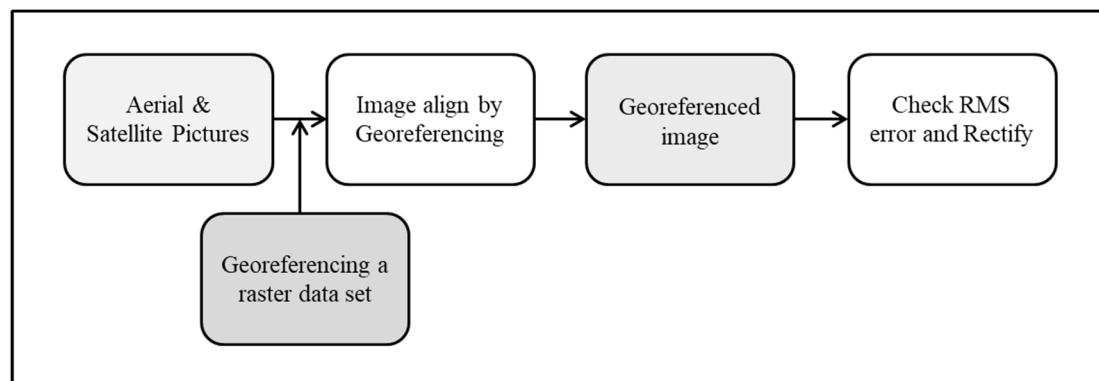 Aerial &
Satellite Pictures
Image align by
Georeferencing
Georeferenced
image
Check RMS
error and Rectify
Georeferencing a
raster data set